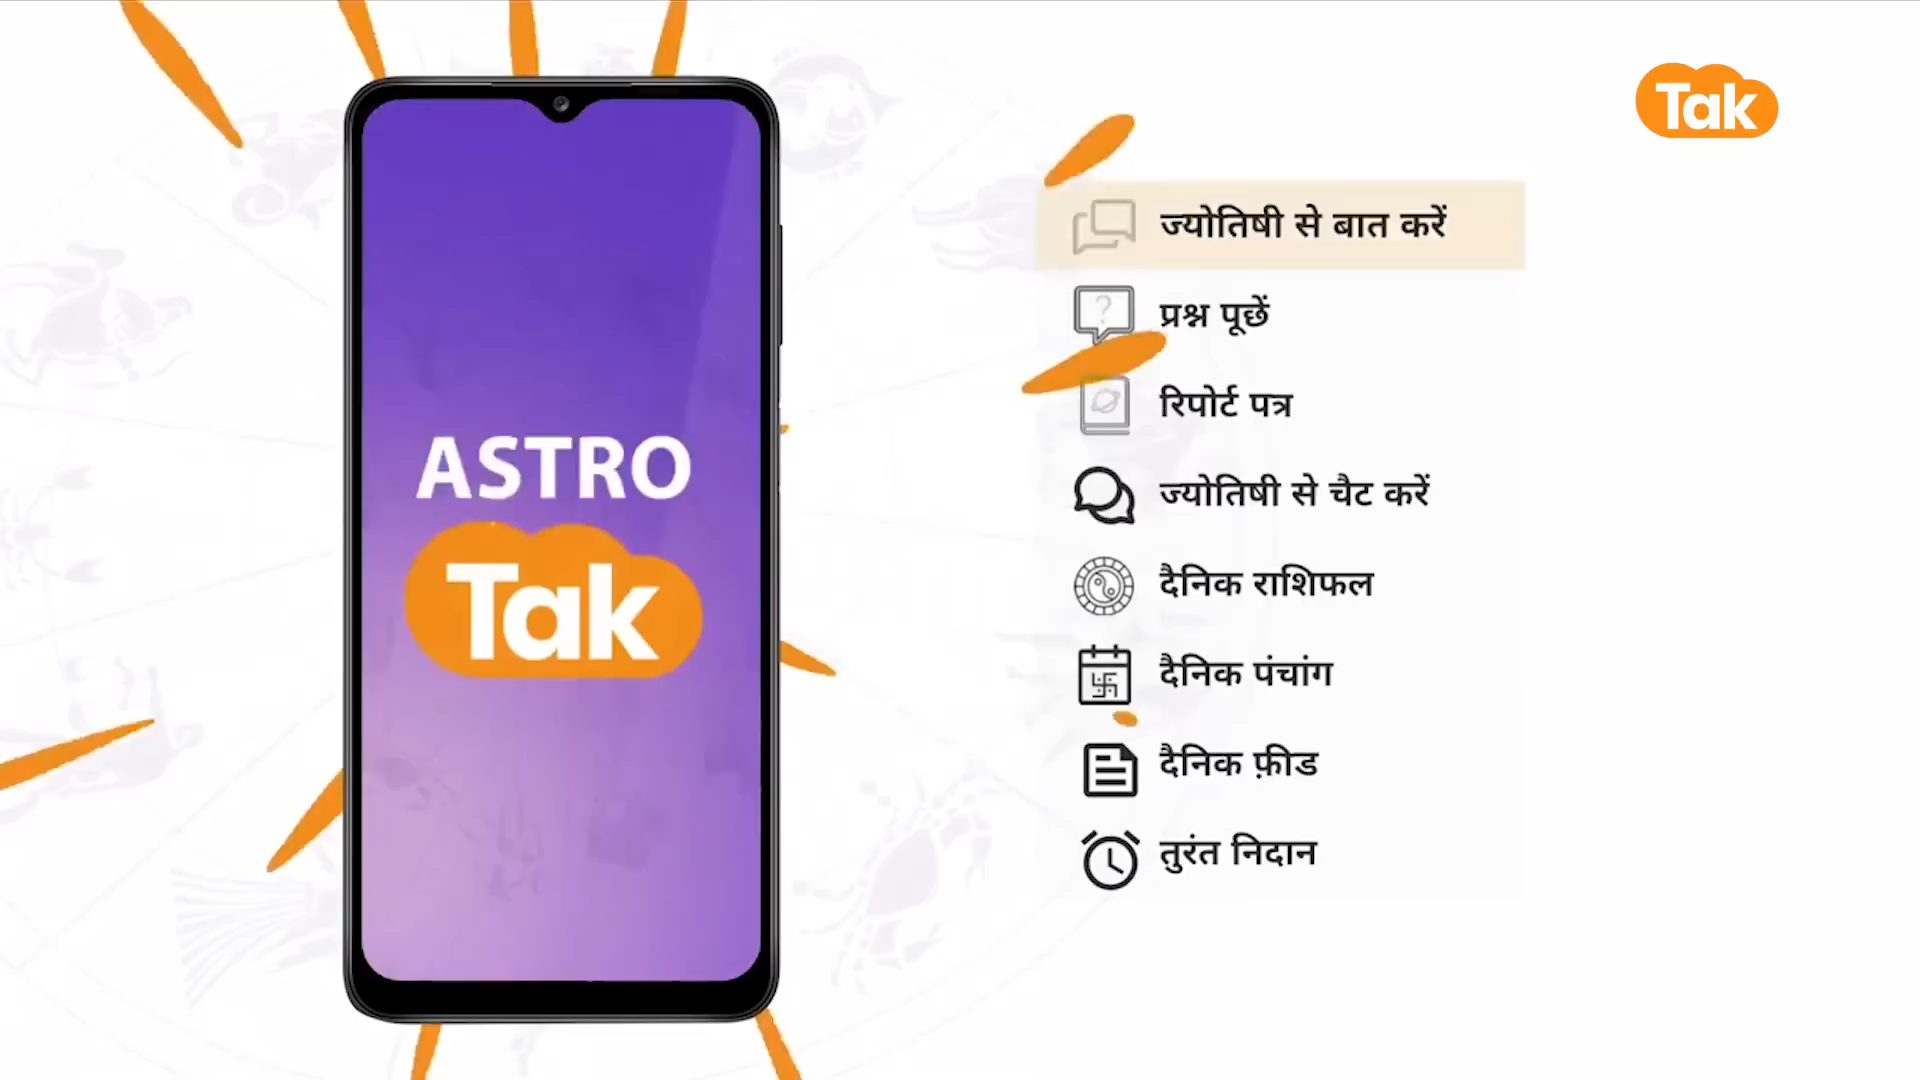 Tak
ASTRO
Tak
ज्योतिषी से बात करें
प्रश्न पूछें
रिपोर्ट पत्र
ज्योतिषी से चैट करें
दैनिक राशिफल
दैनिक पंचांग
दैनिक फ़ीड
तुरंत निदान